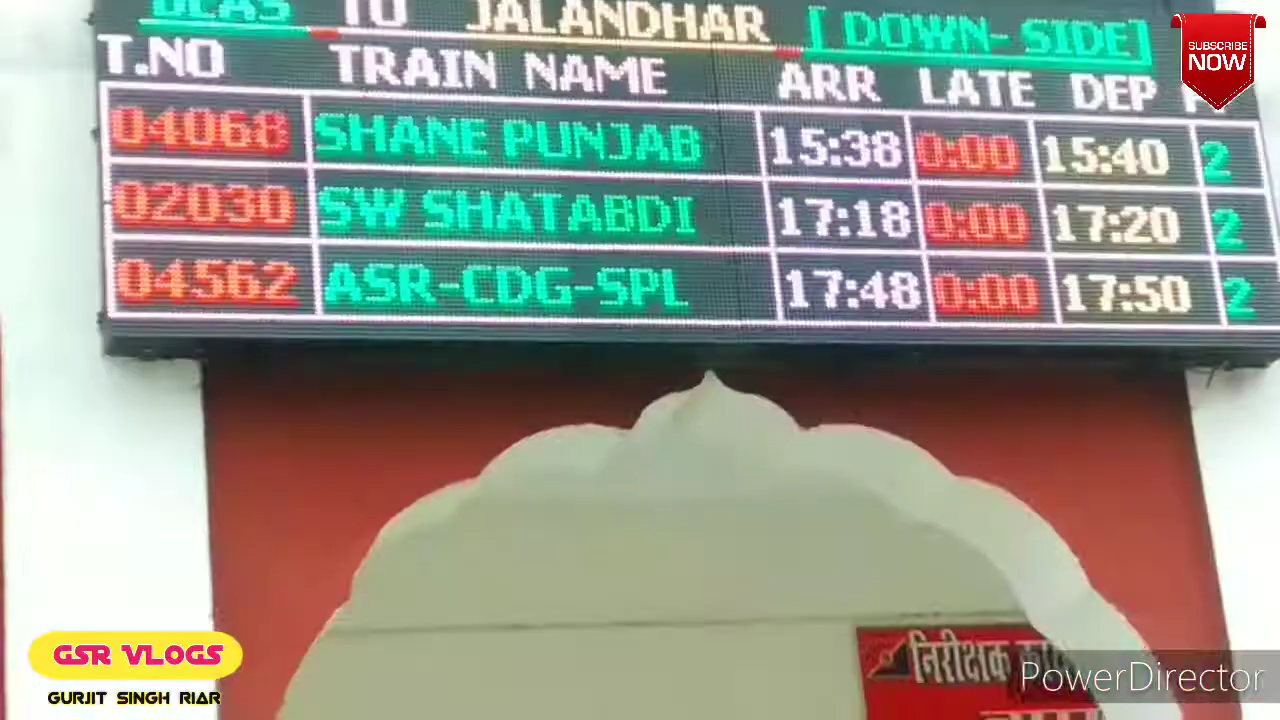 BEAS TO JALANDHAR [ DOWN- SIDE]
T.NO TRAIN NAME ARR LATE DEP
04068 SHANE PUNJAB 15:38 0:00 15:40 2
02030 SW SHATABDI 17:18 0:00 17:20 2
04562 ASR-CDG-SPL 17:48 0:00 17:50 2
SUBSCRIBE
NOW
निरीक्षक
GSR VLOGS
GURJIT SINGH RIAR
PowerDirector